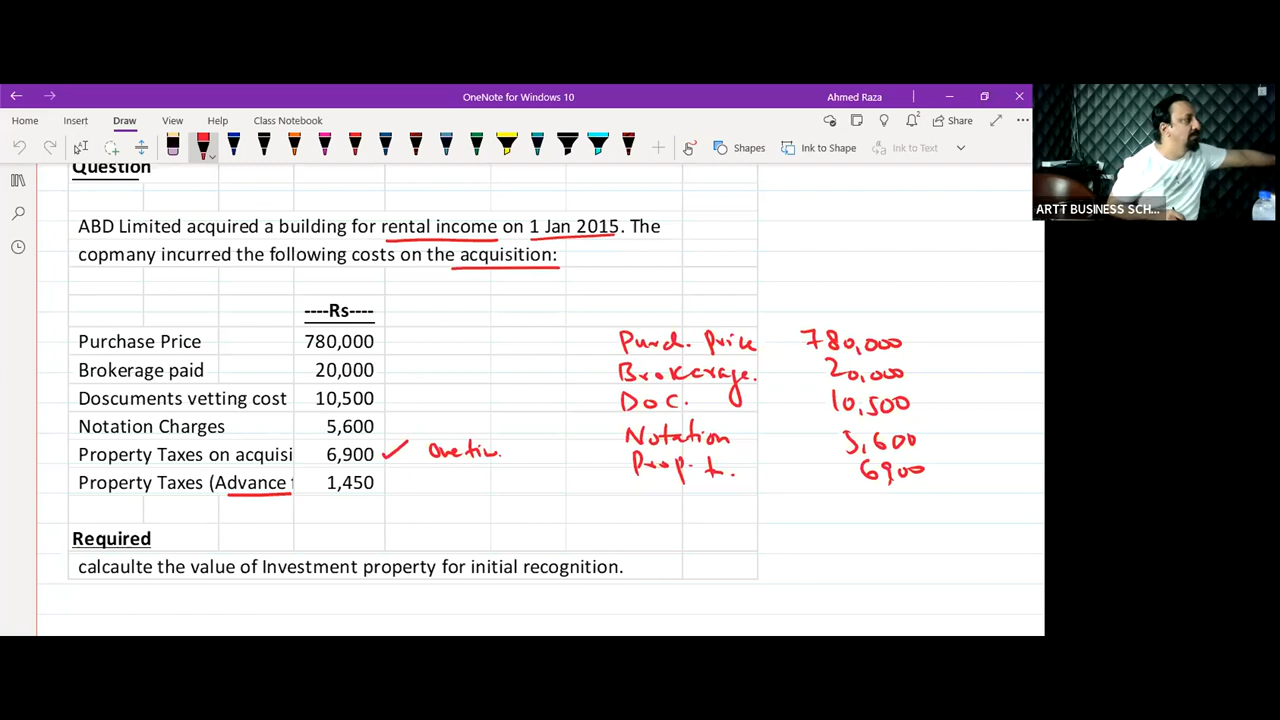 OneNote for Windows 10
Ahmed Raza
Home Insert Draw View Help Class Notebook
Share
Shapes Ink to Shape Ink to Text
ARTT BUSINESS SCH...
Question
ABD Limited acquired a building for rental income on 1 Jan 2015. The
copmany incurred the following costs on the acquisition:
----Rs----
Purchase Price 780,000 Purch. Price 780,000
Brokerage paid 20,000 Brokerage. 20,000
Doscuments vetting cost 10,500 Doc. 10,500
Notation Charges 5,600 Notation 5,600
Property Taxes on acquisi 6,900 ✓ One tim. Prop. t. 6900
Property Taxes (Advance 1,450
Required
calcaulte the value of Investment property for initial recognition.